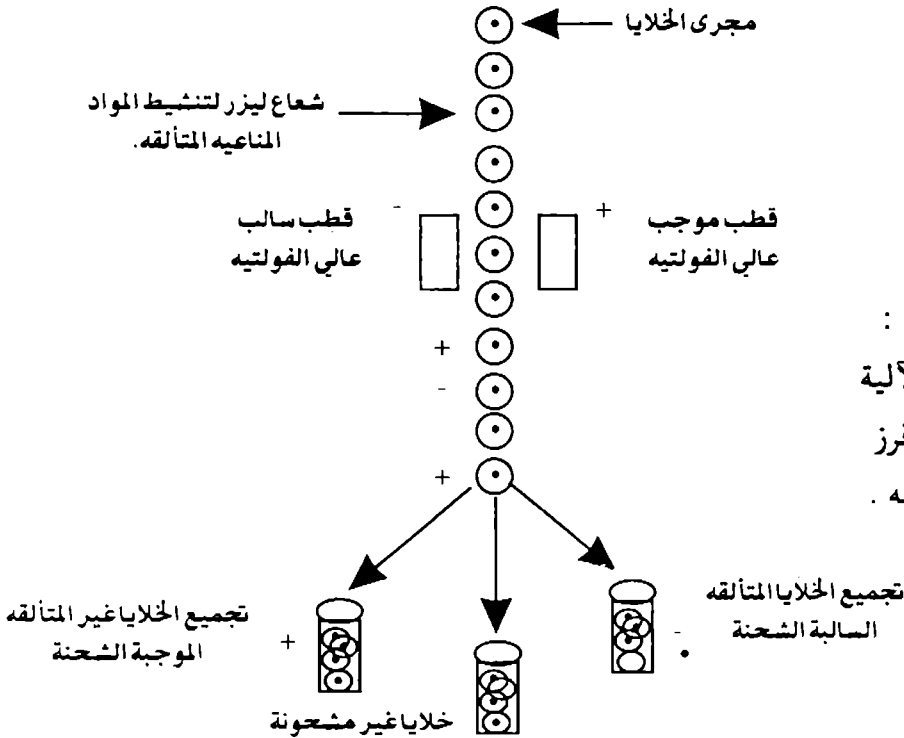 مجرى الخلايا
شعاع ليزر لتنشيط المواد
المناعيه المتألقه.
- +
قطب سالب
عالي الفولتيه
قطب موجب
عالي الفولتيه
:
لآلية
فرز
ه .
+
-
+
تجميع الخلايا المتألقه
السالبة الشحنة
-
تجميع الخلايا غير المتألقه
الموجبة الشحنة
+
خلايا غير مشحونة